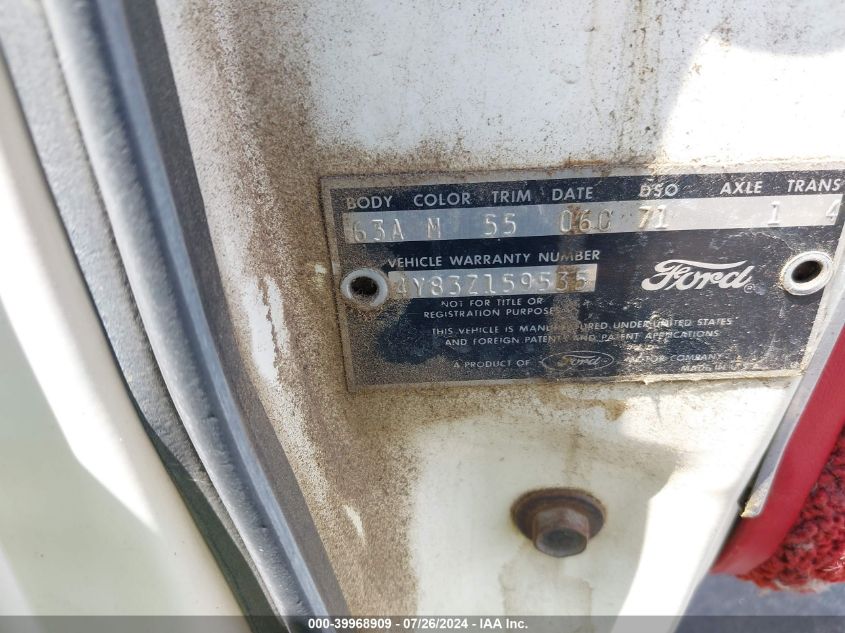 BODY COLOR TRIM DATE DSO AXLE TRANS
63A M 55 06C 71 1 4
VEHICLE WARRANTY NUMBER
4Y83Z159535
Ford
NOT FOR TITLE OR
REGISTRATION PURPOSES
THIS VEHICLE IS MANUFACTURED UNDER UNITED STATES
AND FOREIGN PATENTS AND PATENT APPLICATIONS
A PRODUCT OF Ford MOTOR COMPANY
MADE IN
000-39968909 / 07/26/2024 - IAA Inc.